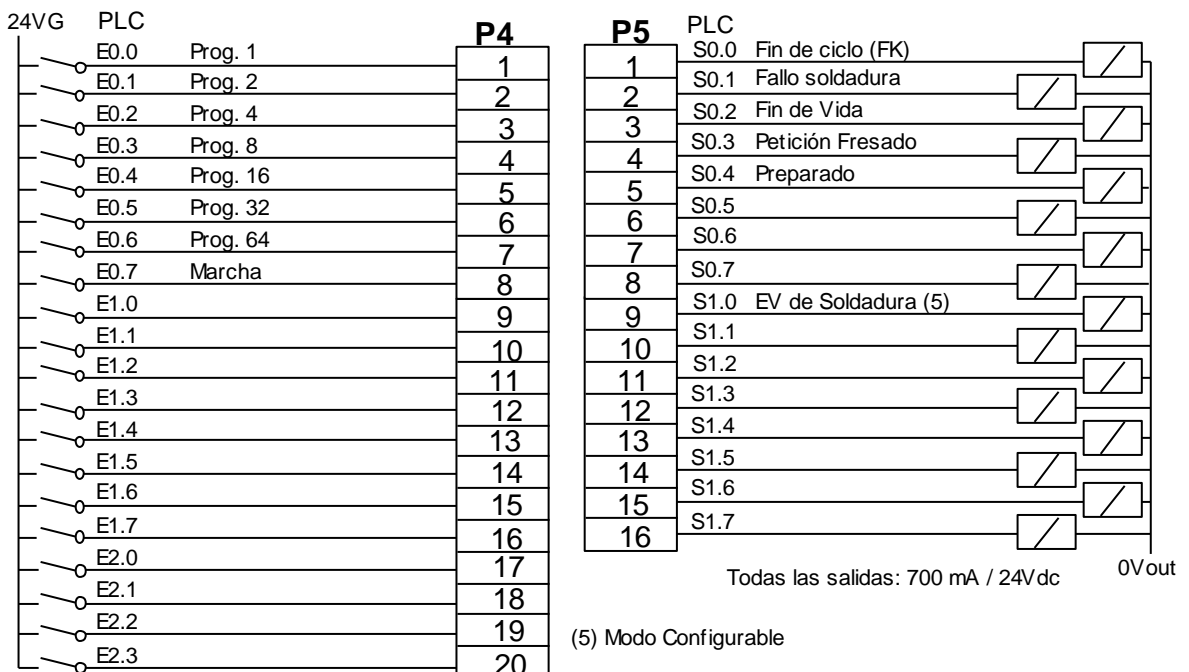 24VG PLC P4
E0.0 Prog. 1 1
E0.1 Prog. 2 2
E0.2 Prog. 4 3
E0.3 Prog. 8 4
E0.4 Prog. 16 5
E0.5 Prog. 32 6
E0.6 Prog. 64 7
E0.7 Marcha 8
E1.0 9
E1.1 10
E1.2 11
E1.3 12
E1.4 13
E1.5 14
E1.6 15
E1.7 16
E2.0 17
E2.1 18
E2.2 19
E2.3 20
P5 PLC
1 S0.0 Fin de ciclo (FK)
2 S0.1 Fallo soldadura
3 S0.2 Fin de Vida
4 S0.3 Petición Fresado
5 S0.4 Preparado
6 S0.5
7 S0.6
8 S0.7
9 S1.0 EV de Soldadura (5)
10 S1.1
11 S1.2
12 S1.3
13 S1.4
14 S1.5
15 S1.6
16 S1.7
0Vout
Todas las salidas: 700 mA / 24Vdc
(5) Modo Configurable